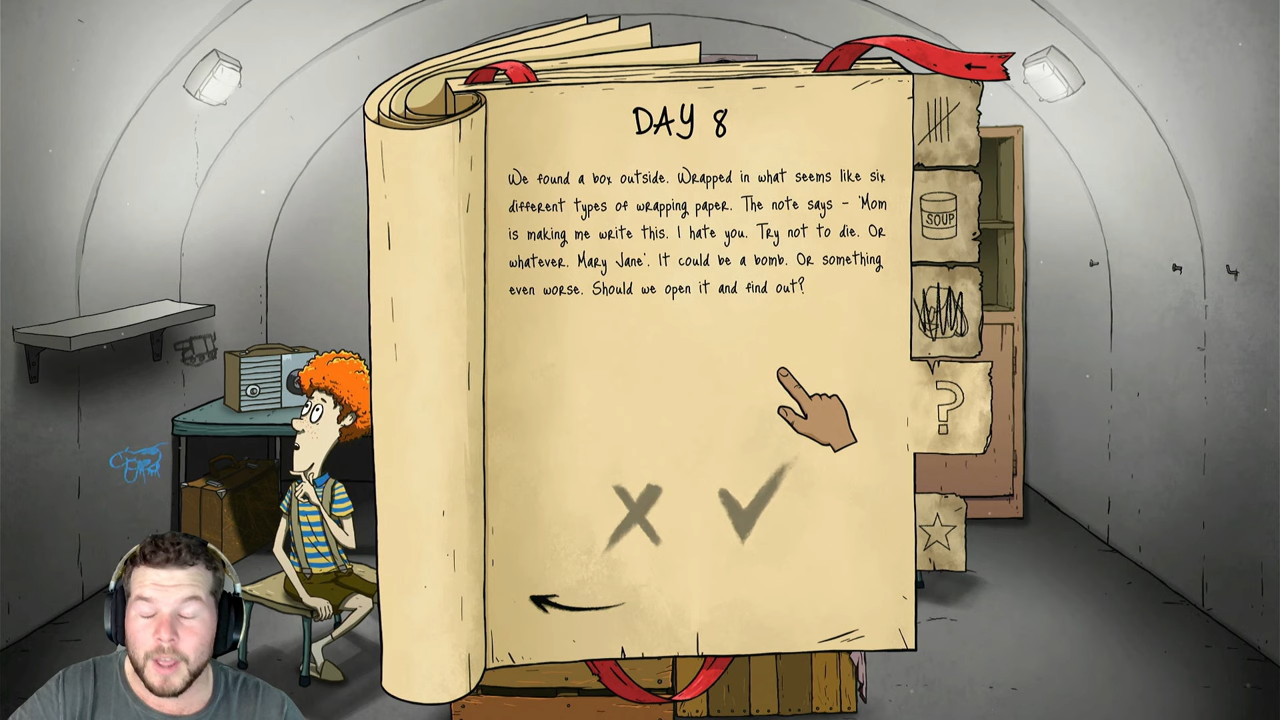 DAY 8
We found a box outside. Wrapped in what seems like six
different types of wrapping paper. The note says - 'Mom
is making me write this. I hate you. Try not to die. Or
whatever. Mary Jane'. It could be a bomb. Or something
even worse. Should we open it and find out?
SOUP
?